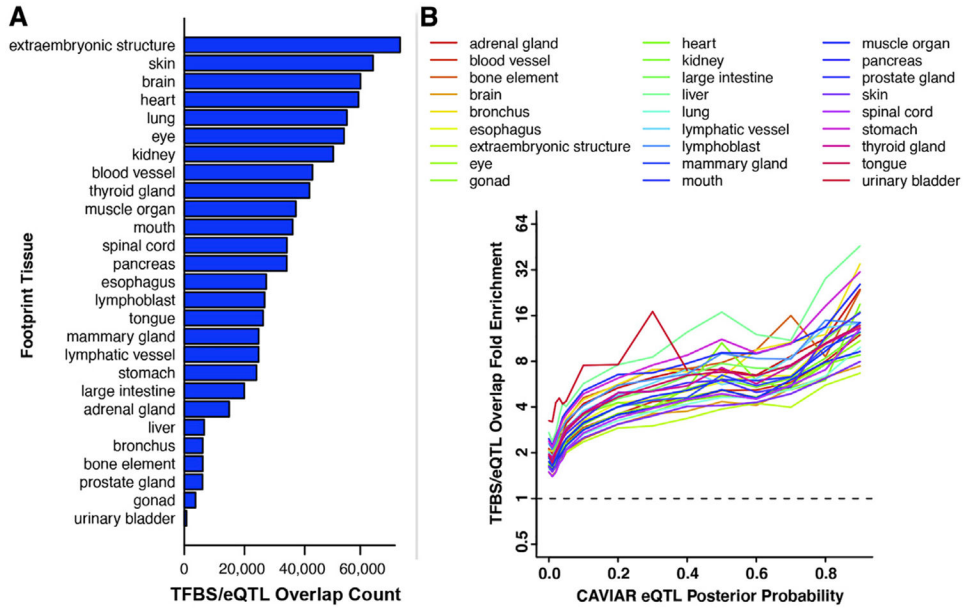 A
extraembryonic structure
skin
brain
heart
lung
eye
kidney
blood vessel
thyroid gland
muscle organ
mouth
spinal cord
pancreas
esophagus
lymphoblast
tongue
mammary gland
lymphatic vessel
stomach
large intestine
adrenal gland
liver
bronchus
bone element
prostate gland
gonad
urinary bladder
Footprint Tissue
0 20,000 40,000 60,000
TFBS/eQTL Overlap Count
B
adrenal gland
blood vessel
bone element
brain
bronchus
esophagus
extraembryonic structure
eye
gonad
heart
kidney
large intestine
liver
lung
lymphatic vessel
lymphoblast
mammary gland
mouth
muscle organ
pancreas
prostate gland
skin
spinal cord
stomach
thyroid gland
tongue
urinary bladder
TFBS/eQTL Overlap Fold Enrichment
64
32
16
8
4
2
1
0.5
0.0 0.2 0.4 0.6 0.8
CAVIAR eQTL Posterior Probability